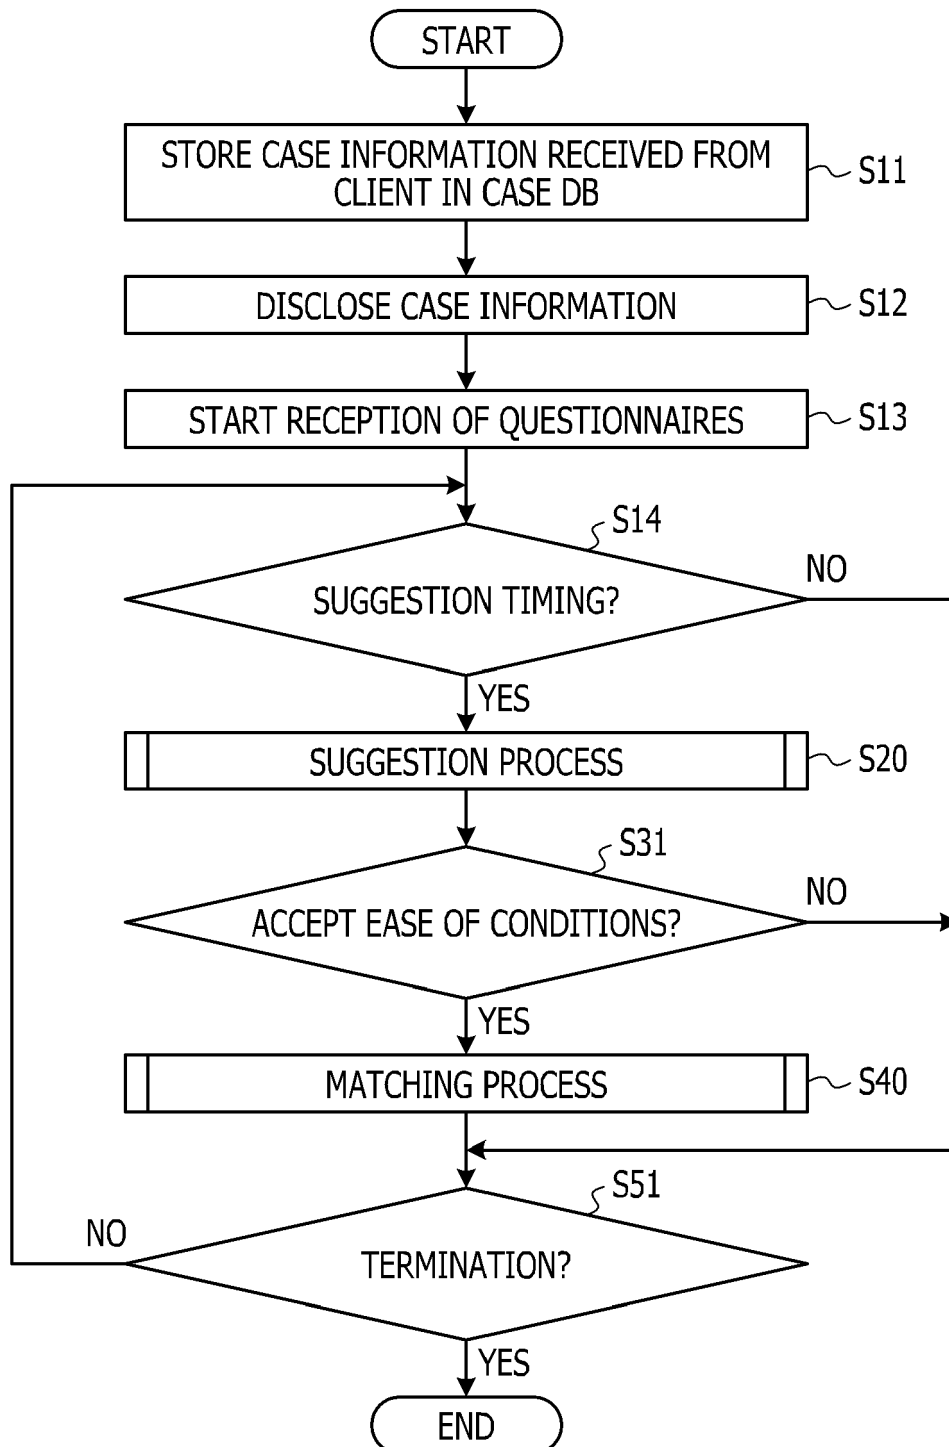 START
STORE CASE INFORMATION RECEIVED FROM
CLIENT IN CASE DB
S11
DISCLOSE CASE INFORMATION
S12
START RECEPTION OF QUESTIONNAIRES
S13
S14
SUGGESTION TIMING?
NO
YES
SUGGESTION PROCESS
S20
S31
ACCEPT EASE OF CONDITIONS?
NO
YES
MATCHING PROCESS
S40
S51
NO
TERMINATION?
YES
END